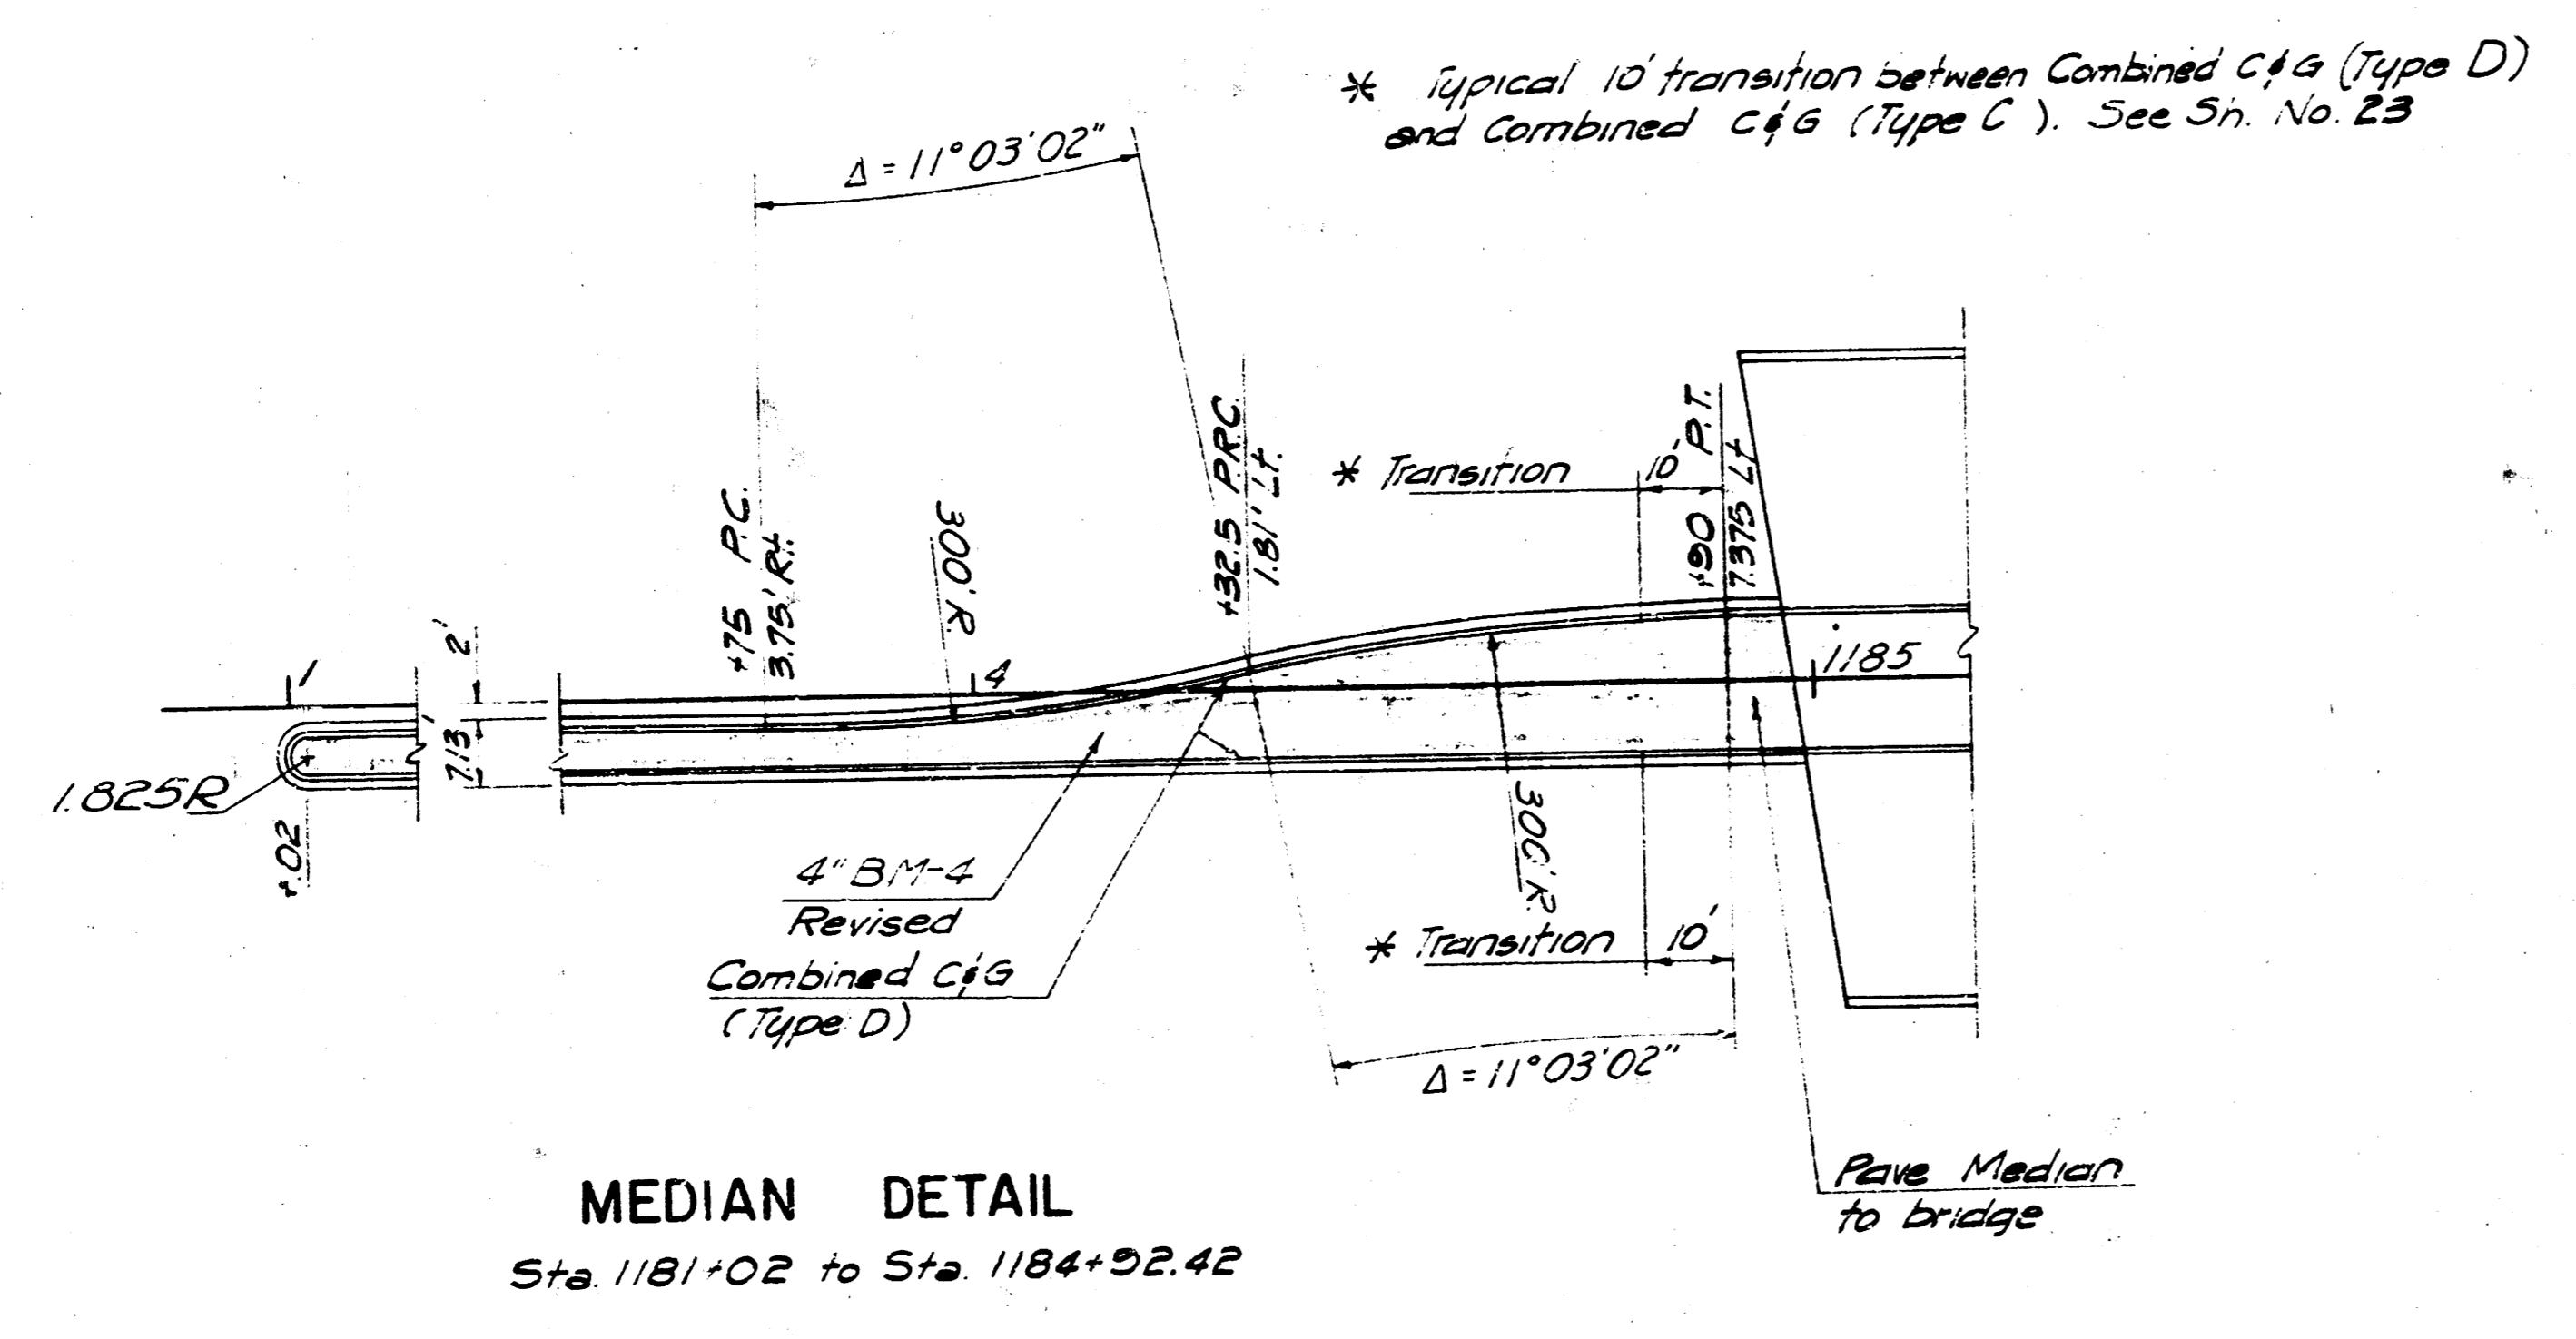 * Typical 10' transition between Combined C&G (Type D)
and Combined C&G (Type C ). See Sh. No. 23
Δ = 11°03'02"
+75 P.C.
3.75' Rt.
300' R.
+32.5 P.R.C.
1.81' Lt.
* Transition
10'
+90 P.T.
7.375 Lt
1
2'
7.13'
4
1185
1.825R
+.02
4" BM-4
Revised
Combined C&G
(Type D)
300' R.
* Transition
10'
Δ = 11°03'02"
Pave Median
to bridge
MEDIAN DETAIL
Sta. 1181+02 to Sta. 1184+92.42